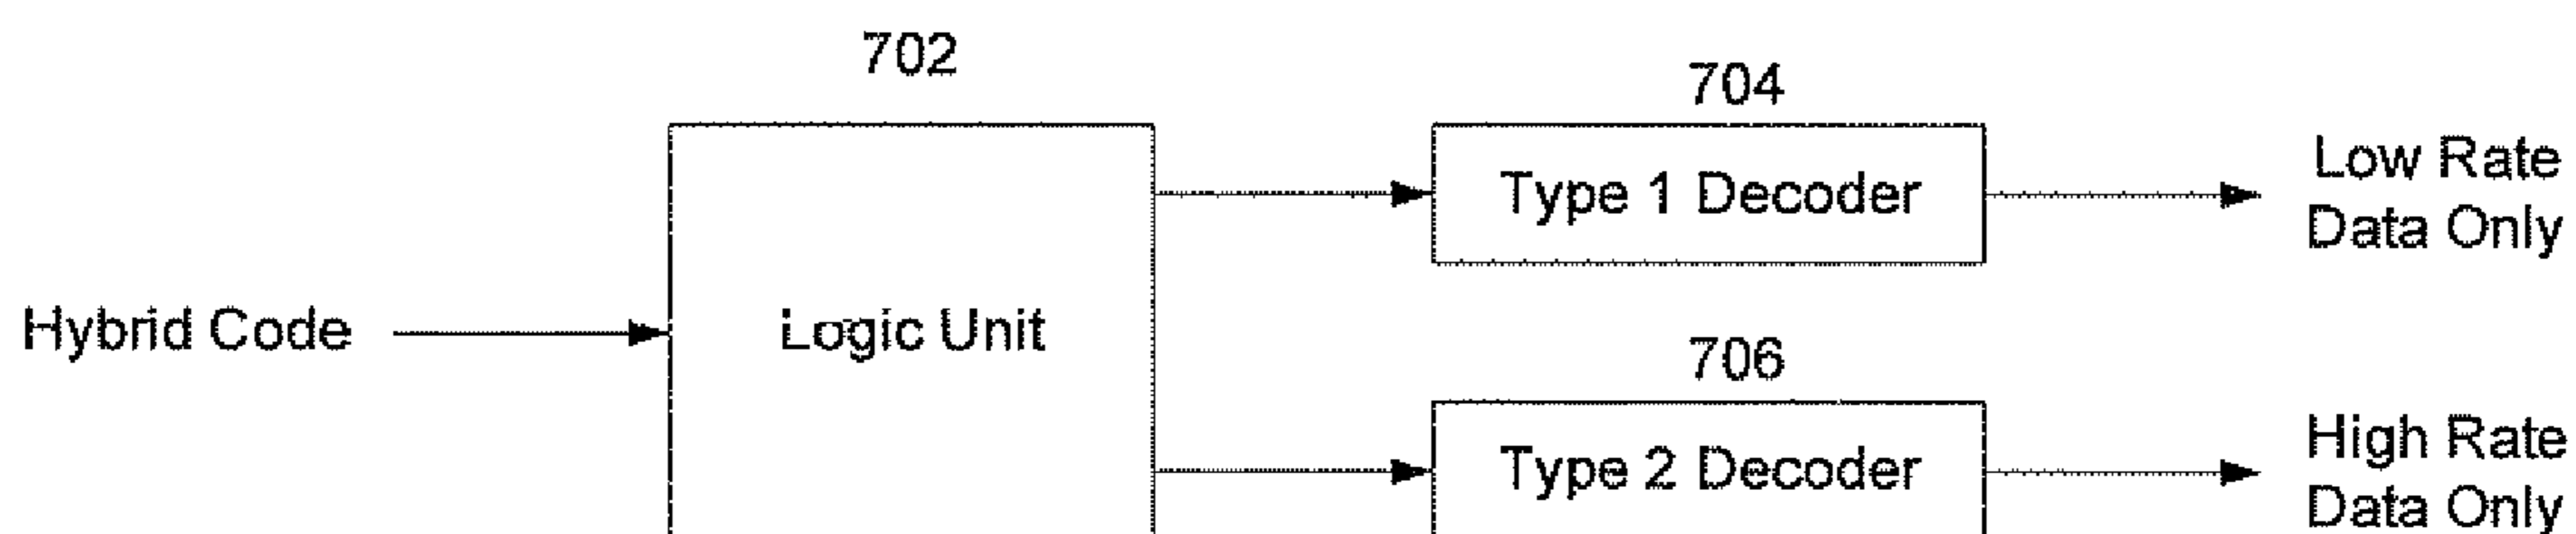 702
704
Low Rate
Data Only
Type 1 Decoder
Hybrid Code
Logic Unit
706
High Rate
Data Only
Type 2 Decoder